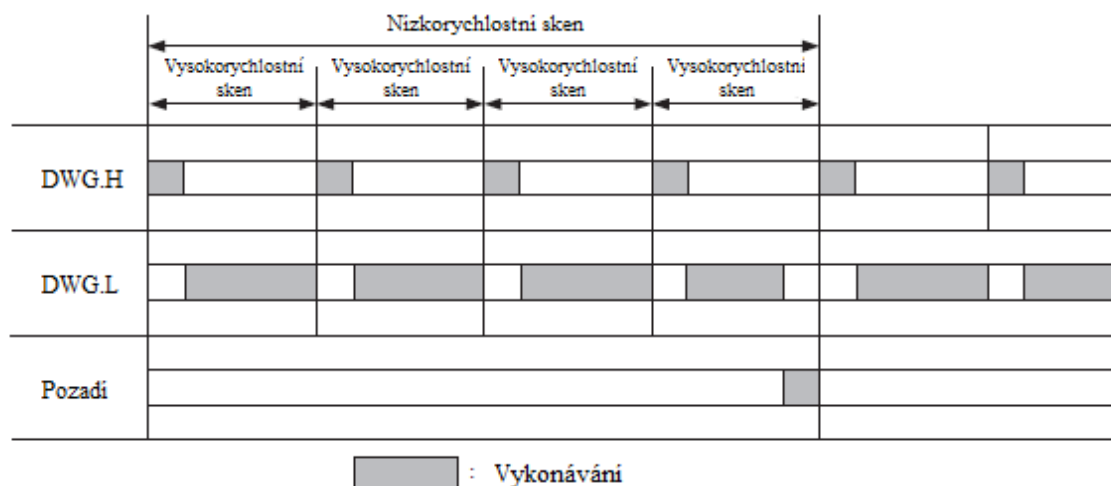 Nízkorychlostní sken
Vysokorychlostní Vysokorychlostní Vysokorychlostní Vysokorychlostní
sken sken sken sken
DWG.H
DWG.L
Pozadí
: Vykonávání